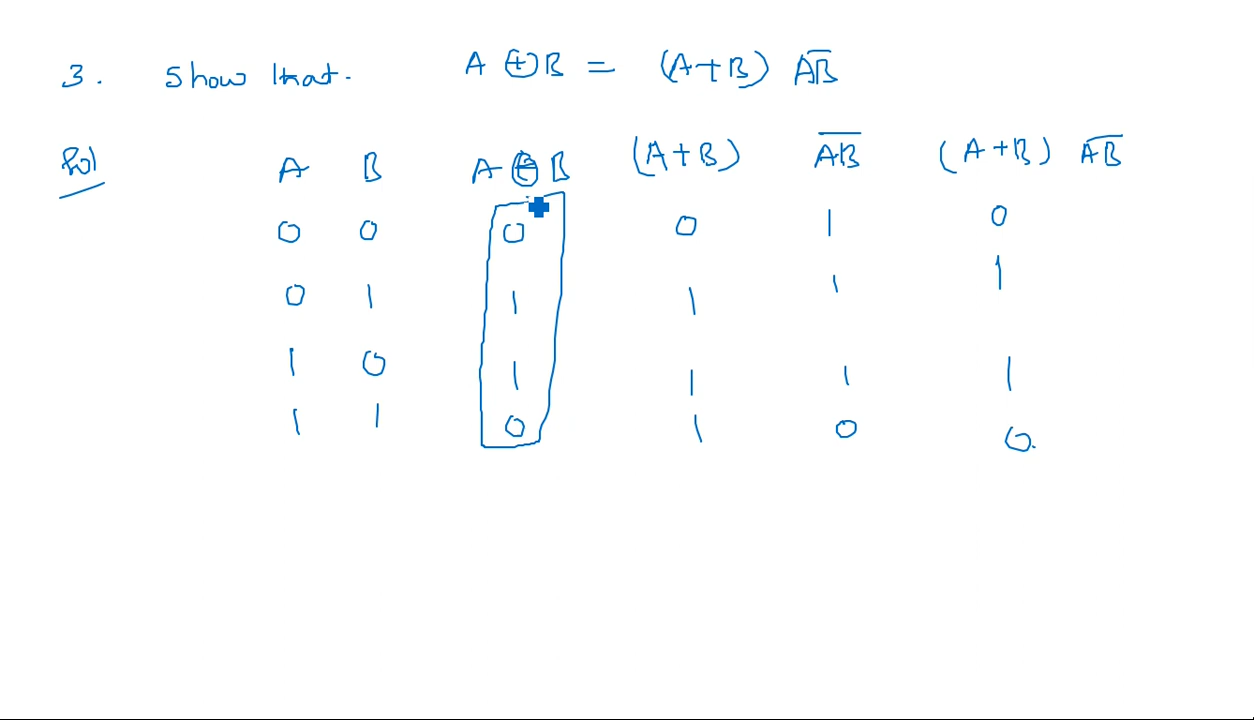 3. Show that. A ⊕ B = (A+B) A̅B̅
Sol A B A ⊕ B (A+B) A̅B̅ (A+B) A̅B̅
0 0 0 0 1 0
0 1 1 1 1 1
1 0 1 1 1 1
1 1 0 1 0 0.